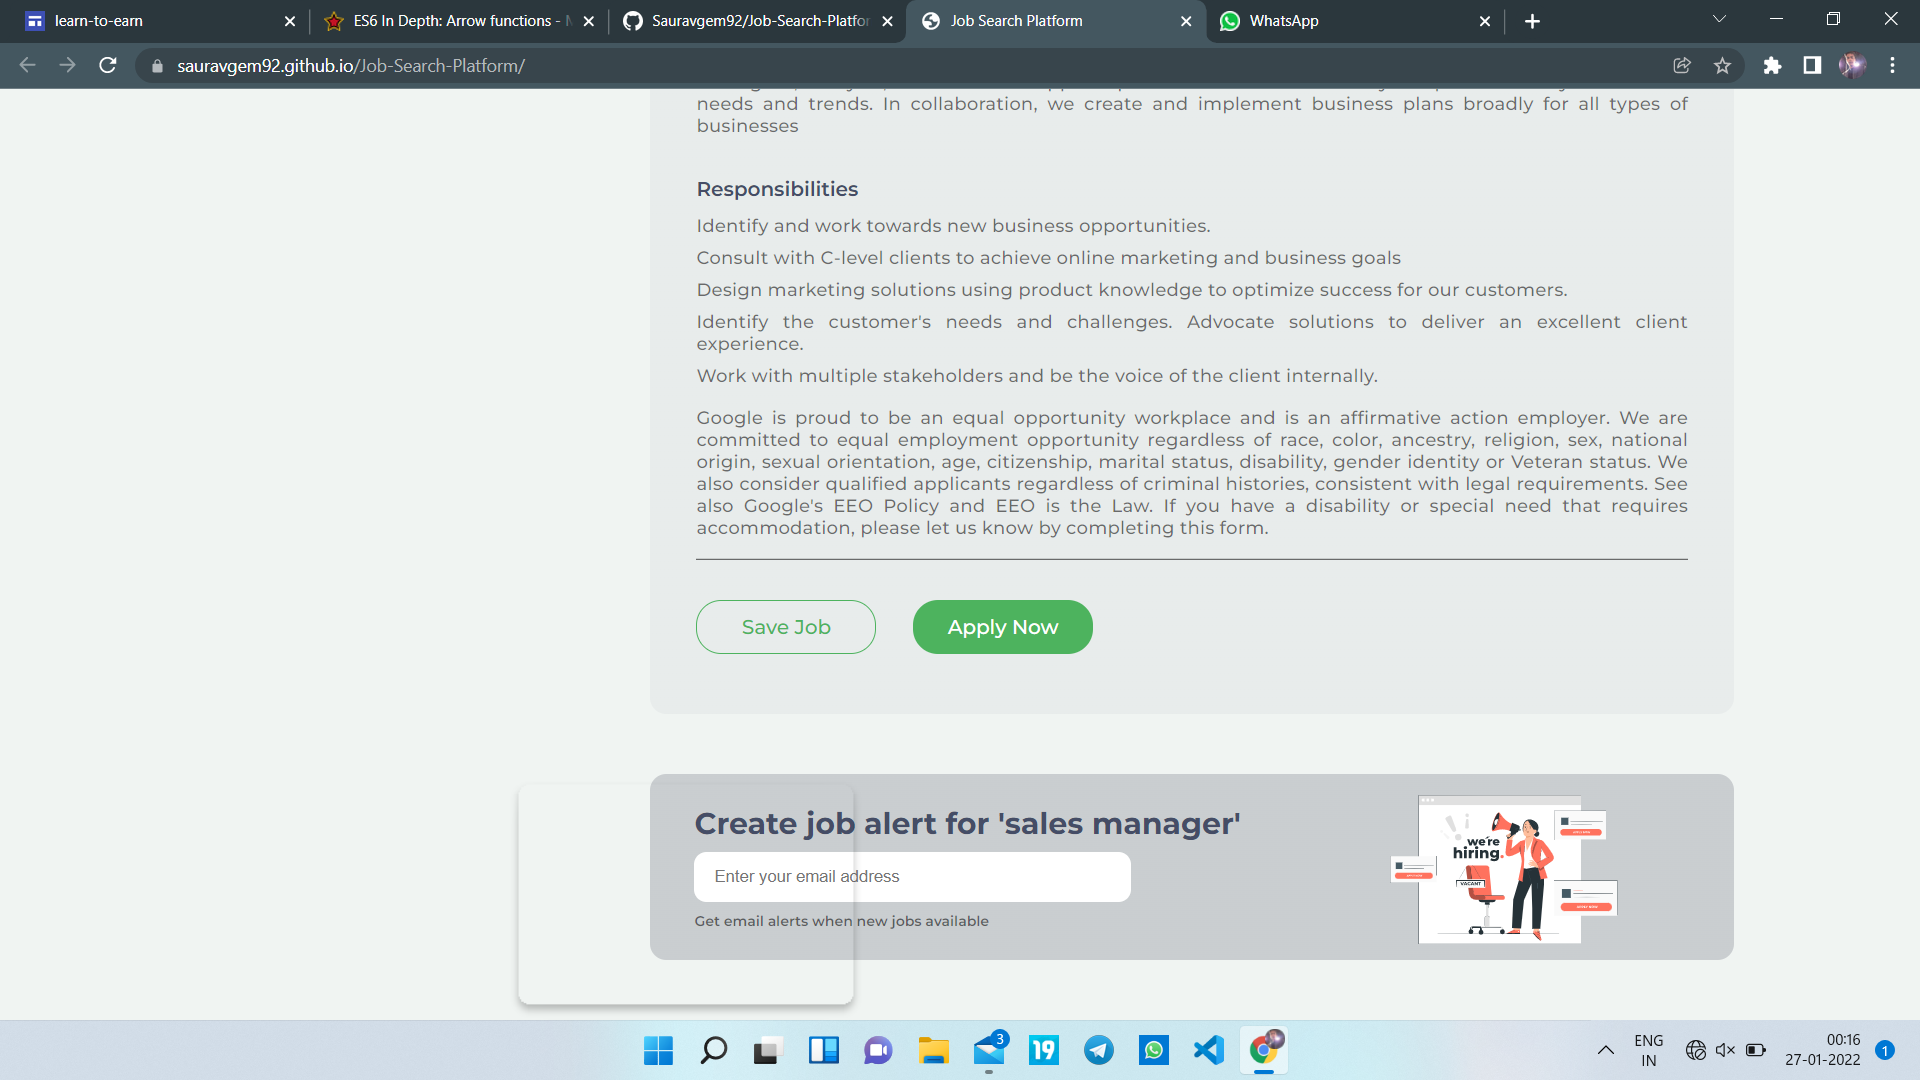 learn-to-earn
ES6 In Depth: Arrow functions -
Sauravgem92/Job-Search-Platfor
Job Search Platform
WhatsApp
sauravgem92.github.io/Job-Search-Platform/
needs and trends. In collaboration, we create and implement business plans broadly for all types of
businesses
Responsibilities
Identify and work towards new business opportunities.
Consult with C-level clients to achieve online marketing and business goals
Design marketing solutions using product knowledge to optimize success for our customers.
Identify the customer's needs and challenges. Advocate solutions to deliver an excellent client
experience.
Work with multiple stakeholders and be the voice of the client internally.
Google is proud to be an equal opportunity workplace and is an affirmative action employer. We are
committed to equal employment opportunity regardless of race, color, ancestry, religion, sex, national
origin, sexual orientation, age, citizenship, marital status, disability, gender identity or Veteran status. We
also consider qualified applicants regardless of criminal histories, consistent with legal requirements. See
also Google's EEO Policy and EEO is the Law. If you have a disability or special need that requires
accommodation, please let us know by completing this form.
Save Job
Apply Now
Create job alert for 'sales manager'
Enter your email address
Get email alerts when new jobs available
we're
hiring.
VACANT
3
19
ENG
IN
00:16
27-01-2022
1